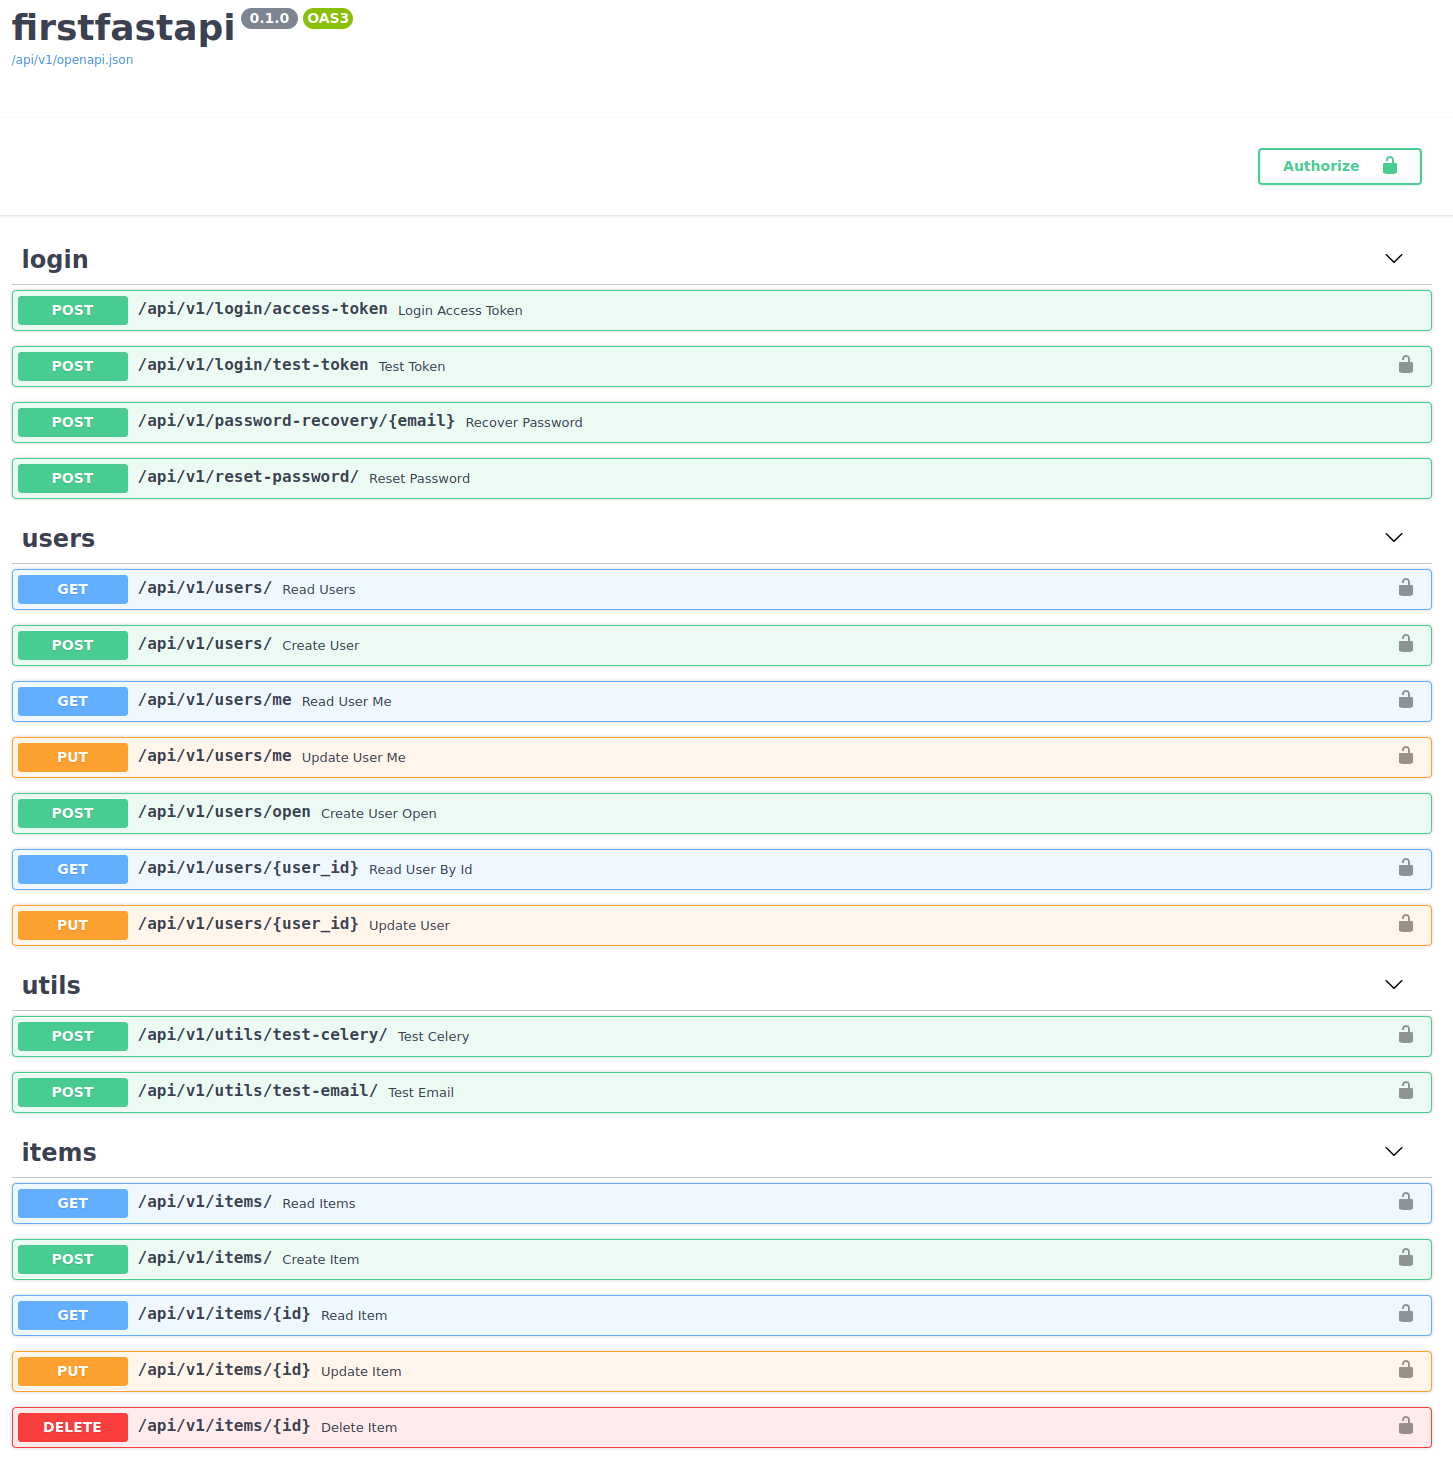 firstfastapi 0.1.0 OAS3
/api/v1/openapi.json
Authorize
login
POST /api/v1/login/access-token Login Access Token
POST /api/v1/login/test-token Test Token
POST /api/v1/password-recovery/{email} Recover Password
POST /api/v1/reset-password/ Reset Password
users
GET /api/v1/users/ Read Users
POST /api/v1/users/ Create User
GET /api/v1/users/me Read User Me
PUT /api/v1/users/me Update User Me
POST /api/v1/users/open Create User Open
GET /api/v1/users/{user_id} Read User By Id
PUT /api/v1/users/{user_id} Update User
utils
POST /api/v1/utils/test-celery/ Test Celery
POST /api/v1/utils/test-email/ Test Email
items
GET /api/v1/items/ Read Items
POST /api/v1/items/ Create Item
GET /api/v1/items/{id} Read Item
PUT /api/v1/items/{id} Update Item
DELETE /api/v1/items/{id} Delete Item